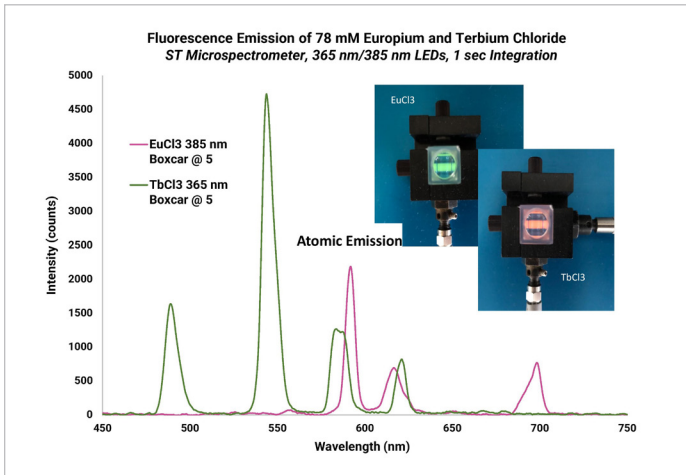 Fluorescence Emission of 78 mM Europium and Terbium Chloride
ST Microspectrometer, 365 nm/385 nm LEDs, 1 sec Integration
Intensity (counts)
5000
4500
4000
3500
3000
2500
2000
1500
1000
500
0
EuCl3 385 nm
Boxcar @ 5
TbCl3 365 nm
Boxcar @ 5
EuCl3
TbCl3
Atomic Emission
450
500
550
600
650
700
750
Wavelength (nm)